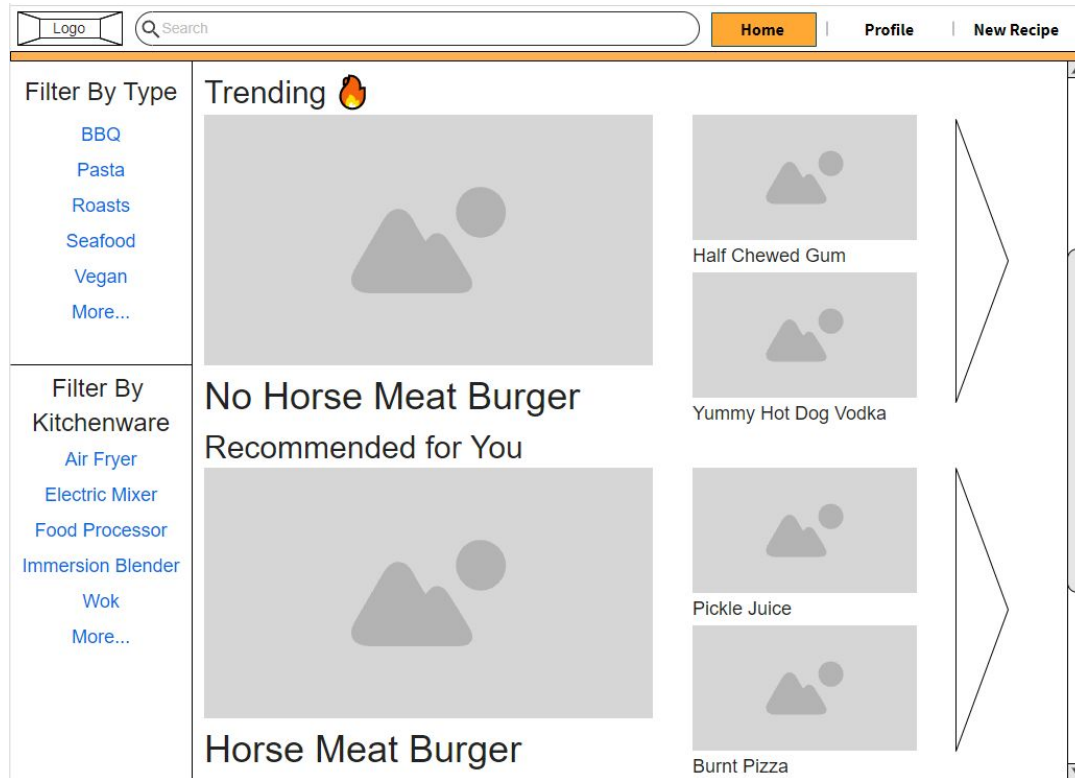 Logo
Search
Home
Profile
New Recipe
Filter By Type
BBQ
Pasta
Roasts
Seafood
Vegan
More...
Filter By
Kitchenware
Air Fryer
Electric Mixer
Food Processor
Immersion Blender
Wok
More...
Trending 🔥
No Horse Meat Burger
Half Chewed Gum
Yummy Hot Dog Vodka
Recommended for You
Horse Meat Burger
Pickle Juice
Burnt Pizza